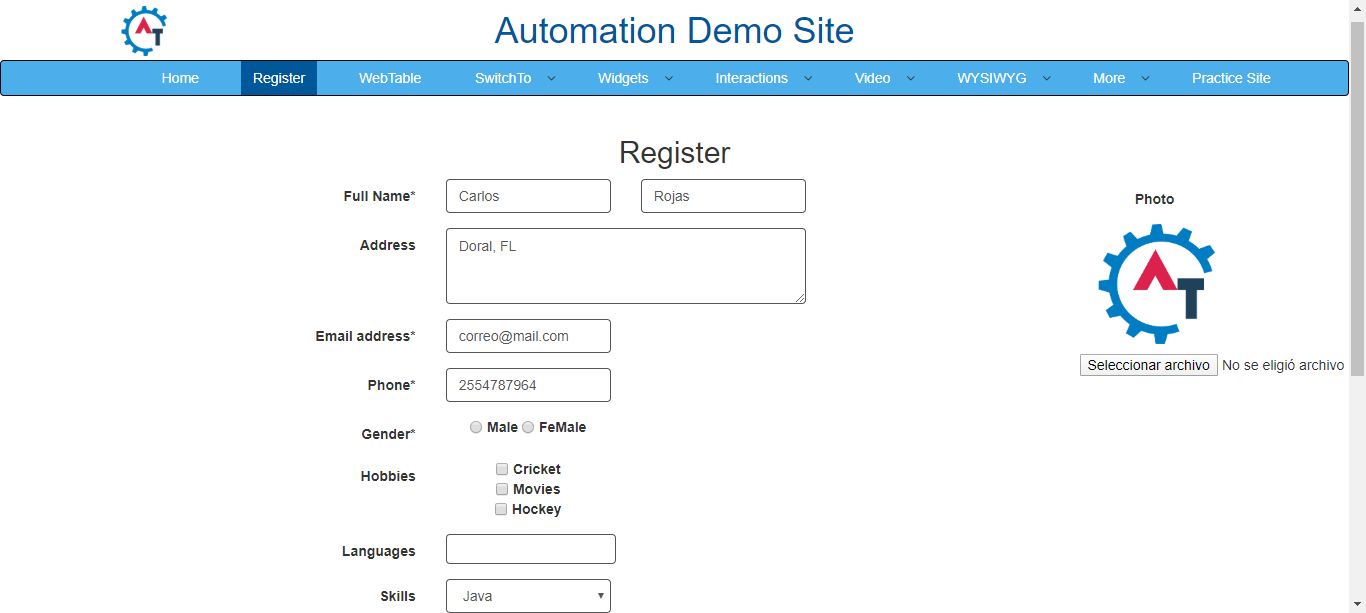 AT
Automation Demo Site
Home Register WebTable SwitchTo Widgets Interactions Video WYSIWYG More Practice Site
Register
Full Name* Carlos Rojas
Photo
Address Doral, FL
AT
Email address* correo@mail.com
Seleccionar archivo No se eligió archivo
Phone* 2554787964
Gender* Male FeMale
Hobbies Cricket
Movies
Hockey
Languages
Skills Java